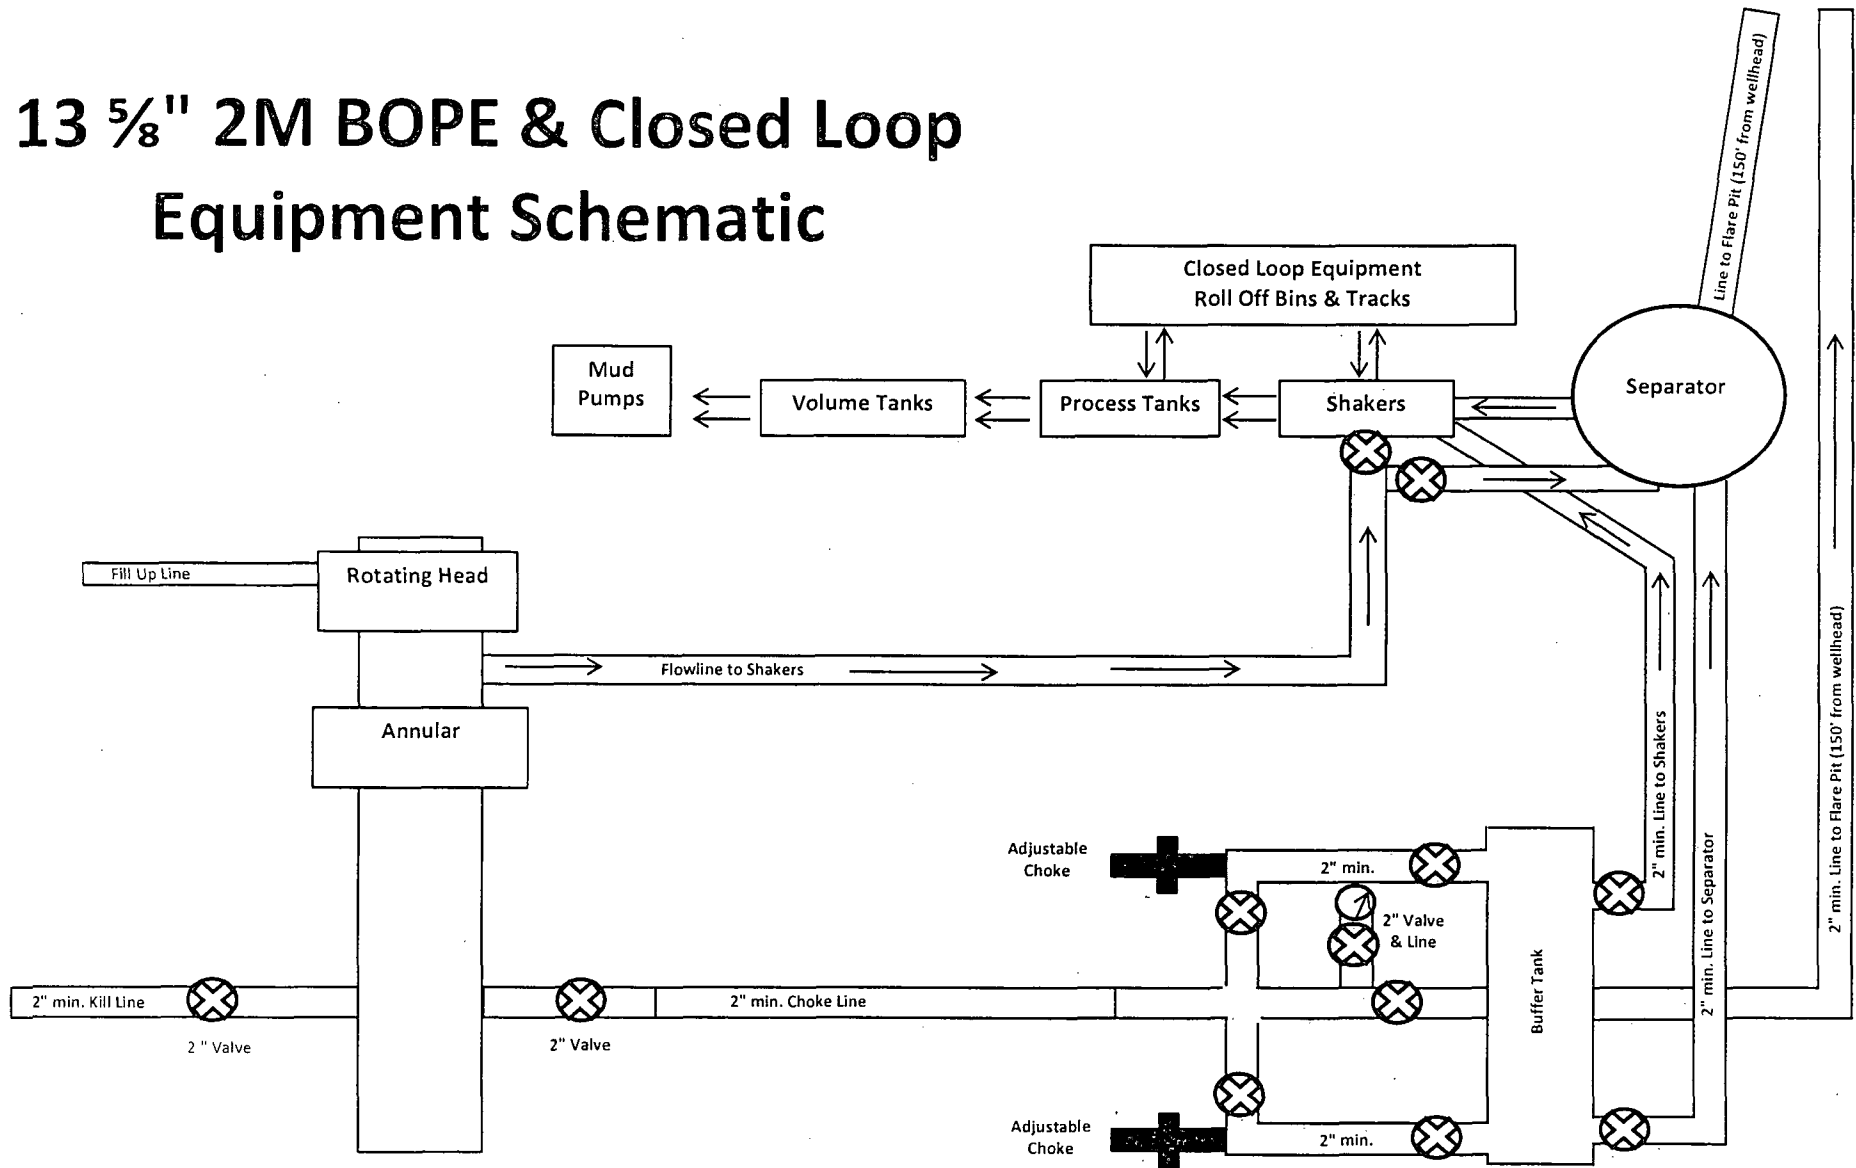 13 ⅝" 2M BOPE & Closed Loop
Equipment Schematic
Line to Flare Pit (150' from wellhead)
Closed Loop Equipment
Roll Off Bins & Tracks
Mud
Pumps
Volume Tanks
Process Tanks
Shakers
Separator
Fill Up Line
Rotating Head
Flowline to Shakers
Annular
2" min. Line to Shakers
2" min. Line to Separator
2" min. Line to Flare Pit (150' from wellhead)
Adjustable
Choke
2" min.
2" Valve
& Line
Buffer Tank
2" min. Kill Line
2" min. Choke Line
2 " Valve
2" Valve
Adjustable
Choke
2" min.